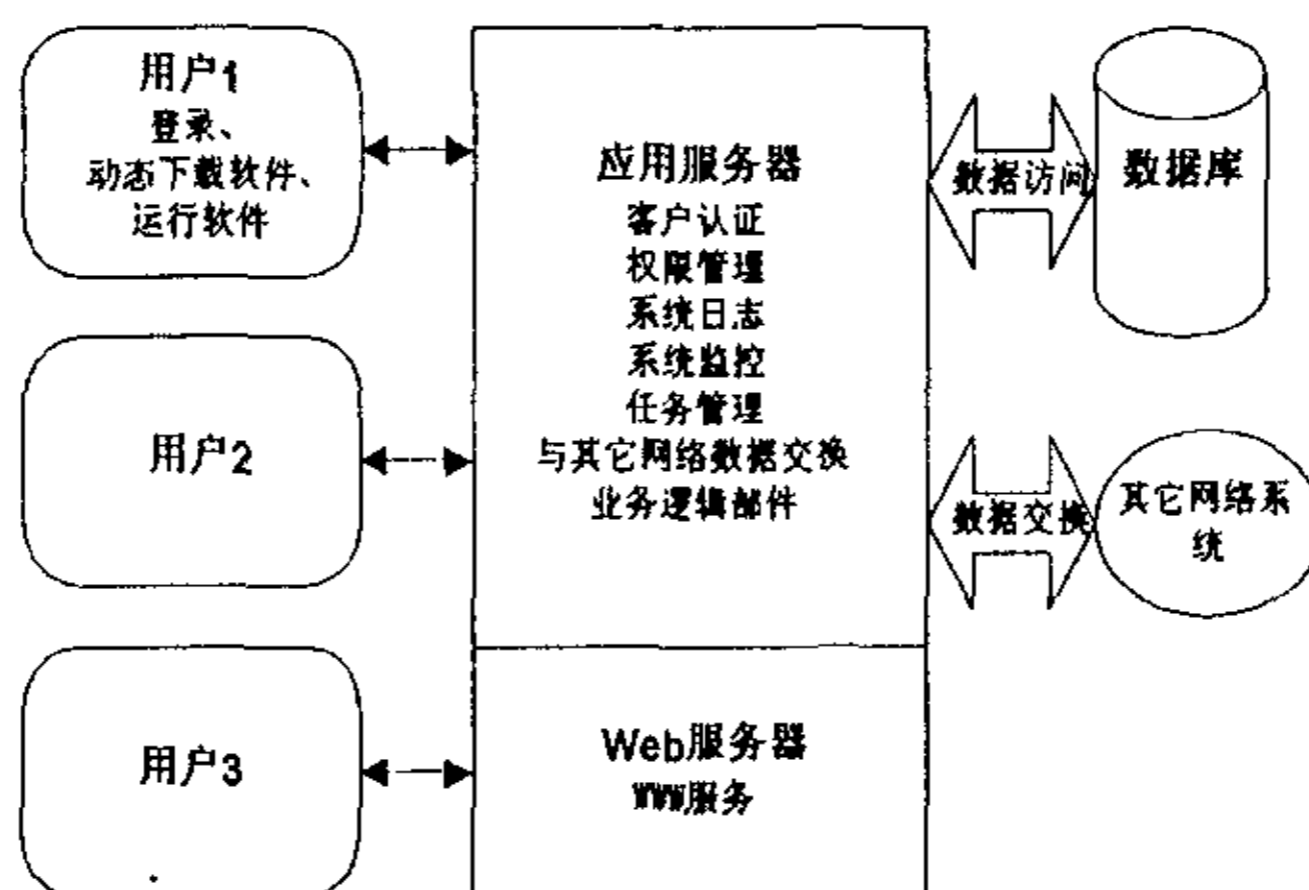 用户1
登录、
动态下载软件、
运行软件
用户2
用户3
应用服务器
客户认证
权限管理
系统日志
系统监控
任务管理
与其它网络数据交换
业务逻辑部件
Web服务器
WWW服务
数据访问
数据库
数据交换
其它网络系
统